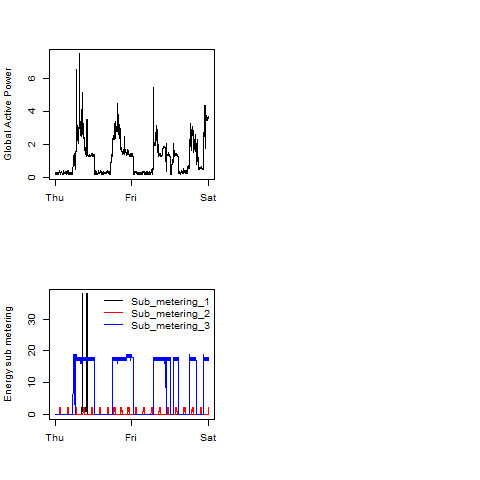 Global Active Power
6
4
2
0
Thu
Fri
Sat
Energy sub metering
30
20
10
0
Sub_metering_1
Sub_metering_2
Sub_metering_3
Thu
Fri
Sat